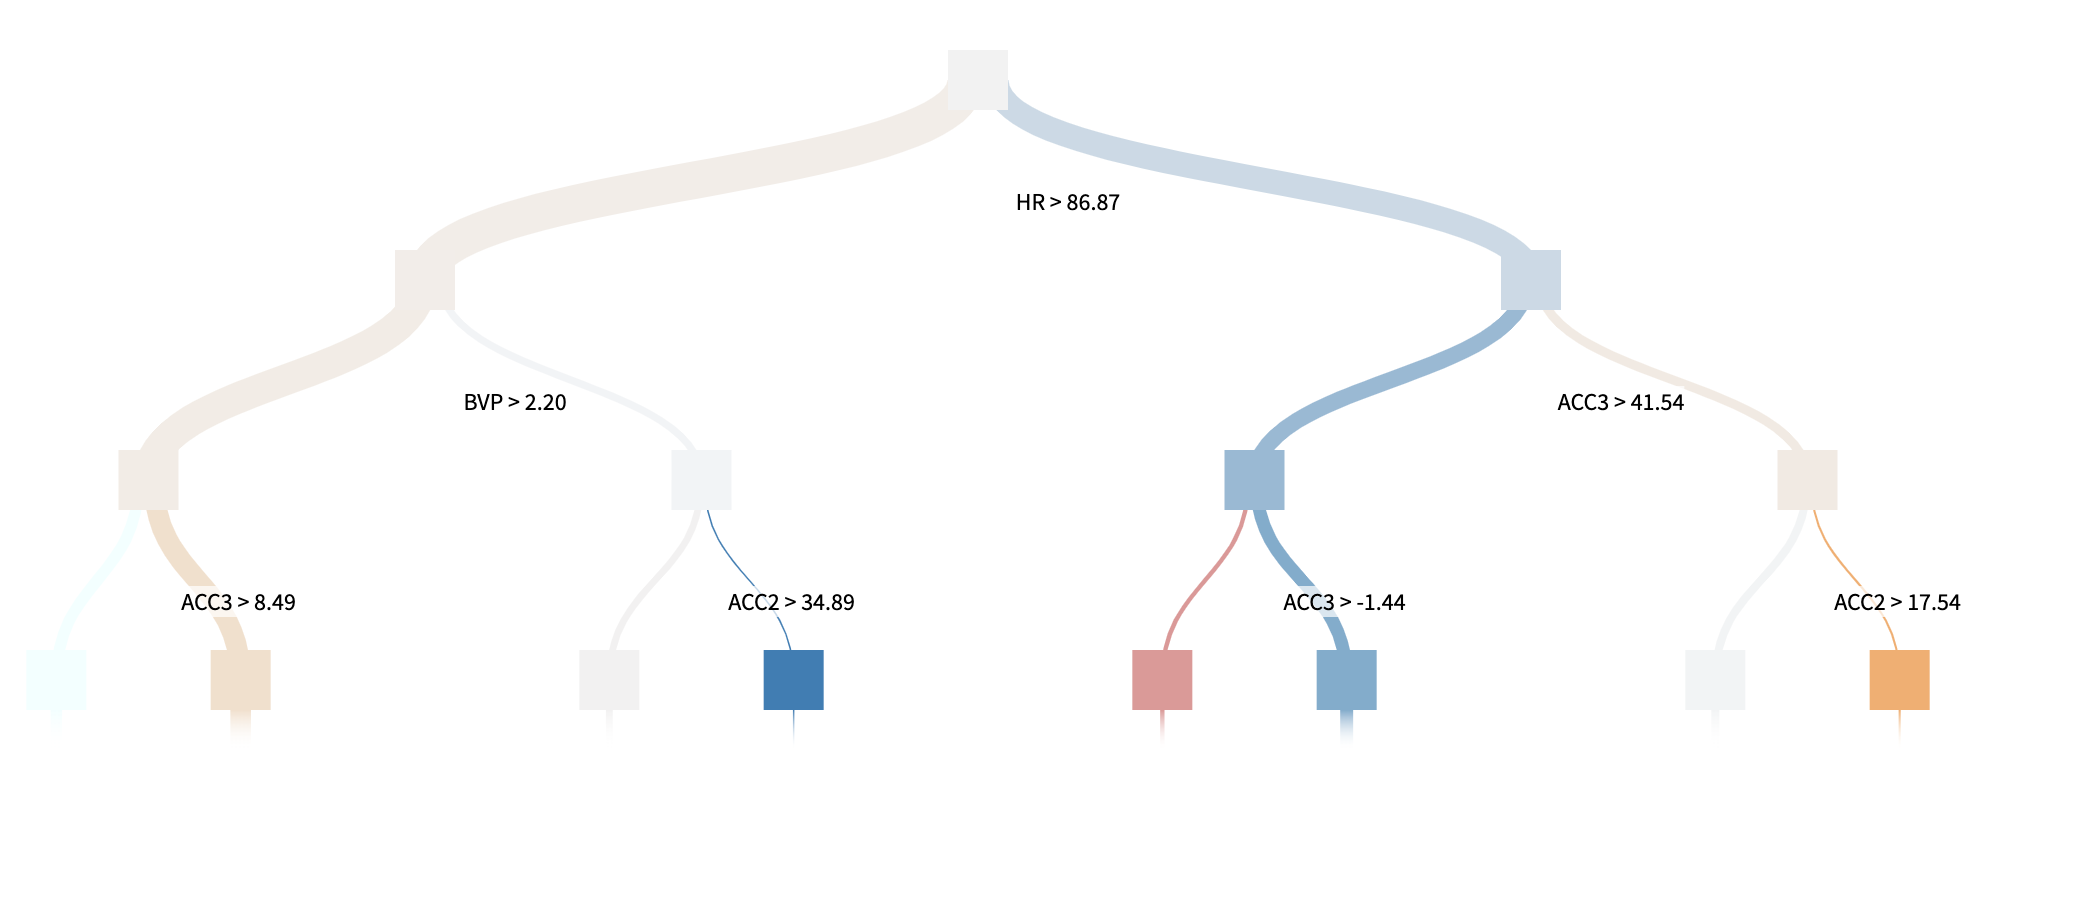 HR > 86.87
BVP > 2.20
ACC3 > 41.54
ACC3 > 8.49
ACC2 > 34.89
ACC3 > -1.44
ACC2 > 17.54